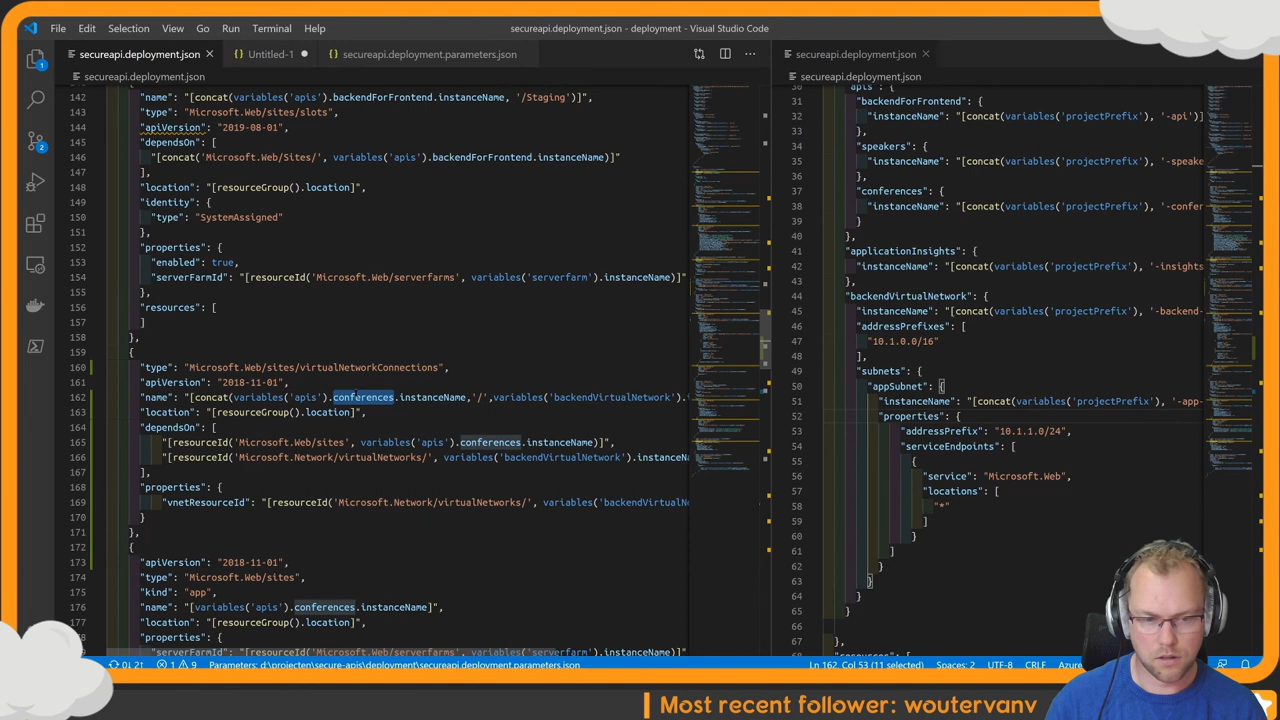 File Edit Selection View Go Run Terminal Help
secureapi.deployment.json - deployment - Visual Studio Code
secureapi.deployment.json Untitled-1 secureapi.deployment.parameters.json
secureapi.deployment.json
142 "name": "[concat(variables('apis').backendForFrontend.instanceName, '/Staging')]",
143 "type": "Microsoft.Web/sites/slots",
144 "apiVersion": "2019-08-01",
145 "dependsOn": [
146 "[concat('Microsoft.Web/Sites/', variables('apis').backendForFrontend.instanceName)]"
147 ],
148 "location": "[resourceGroup().location]",
149 "identity": {
150 "type": "SystemAssigned"
151 },
152 "properties": {
153 "enabled": true,
154 "serverFarmId": "[resourceId('Microsoft.Web/serverfarms', variables('serverfarm').instanceName)]"
155 },
156 "resources": [
157 ]
158 },
159 {
160 "type": "Microsoft.Web/sites/virtualNetworkConnections",
161 "apiVersion": "2018-11-01",
162 "name": "[concat(variables('apis').conferences.instanceName,'/',variables('backendVirtualNetwork').
163 "location": "[resourceGroup().location]",
164 "dependsOn": [
165 "[resourceId('Microsoft.Web/sites', variables('apis').conferences.instanceName)]",
166 "[resourceId('Microsoft.Network/virtualNetworks/', variables('backendVirtualNetwork').instanceNa
167 ],
168 "properties": {
169 "vnetResourceId": "[resourceId('Microsoft.Network/virtualNetworks/', variables('backendVirtualN
170 }
171 },
172 {
173 "apiVersion": "2018-11-01",
174 "type": "Microsoft.Web/sites",
175 "kind": "app",
176 "name": "[variables('apis').conferences.instanceName]",
177 "location": "[resourceGroup().location]",
178 "properties": {
179 "serverFarmId": "[resourceId('Microsoft.Web/serverfarms', variables('serverfarm').instanceName)]"
secureapi.deployment.json
secureapi.deployment.json
30 "apis": {
31 "backendForFrontend": {
32 "instanceName": "[concat(variables('projectPrefix'), '-api')]
33 },
34 "speakers": {
35 "instanceName": "[concat(variables('projectPrefix'), '-speake
36 },
37 "conferences": {
38 "instanceName": "[concat(variables('projectPrefix'), '-confer
39 }
40 },
41 "applicationInsights": {
42 "instanceName": "[concat(variables('projectPrefix'), '-insights
43 },
44 "backendVirtualNetwork": {
45 "instanceName": "[concat(variables('projectPrefix'), '-backend-
46 "addressPrefixes": [
47 "10.1.0.0/16"
48 ],
49 "subnets": {
50 "appSubnet": {
51 "instanceName": "[concat(variables('projectPrefix'), '-app-
52 "properties": {
53 "addressPrefix": "10.1.1.0/24",
54 "serviceEndpoints": [
55 {
56 "service": "Microsoft.Web",
57 "locations": [
58 "*"
59 ]
60 }
61 ]
62 }
63 }
64 }
65 }
66
67 },
68 "resources": [
0↓ 2↑ 1 9 Parameters: d:\projecten\secure-apis\deployment\secureapi.deployment.parameters.json Ln 162, Col 53 (11 selected) Spaces: 2 UTF-8 CRLF Azure
Most recent follower: woutervanv